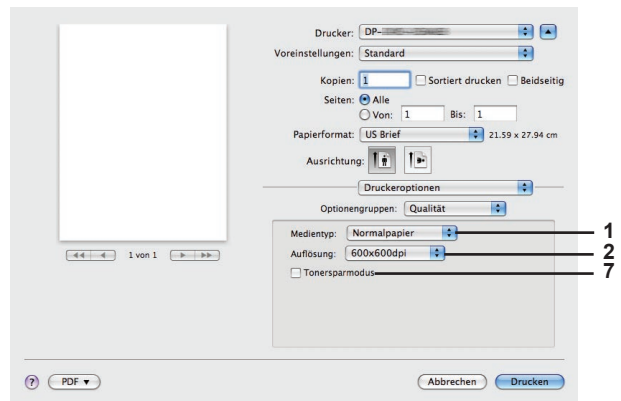 Drucker: DP-
Voreinstellungen: Standard
Kopien: 1 Sortiert drucken Beidseitig
Seiten: Alle
Von: 1 Bis: 1
Papierformat: US Brief 21.59 x 27.94 cm
Ausrichtung:
Druckeroptionen
Optionengruppen: Qualität
Medientyp: Normalpapier 1
Auflösung: 600x600dpi 2
1 von 1
Tonersparmodus 7
? PDF Abbrechen Drucken